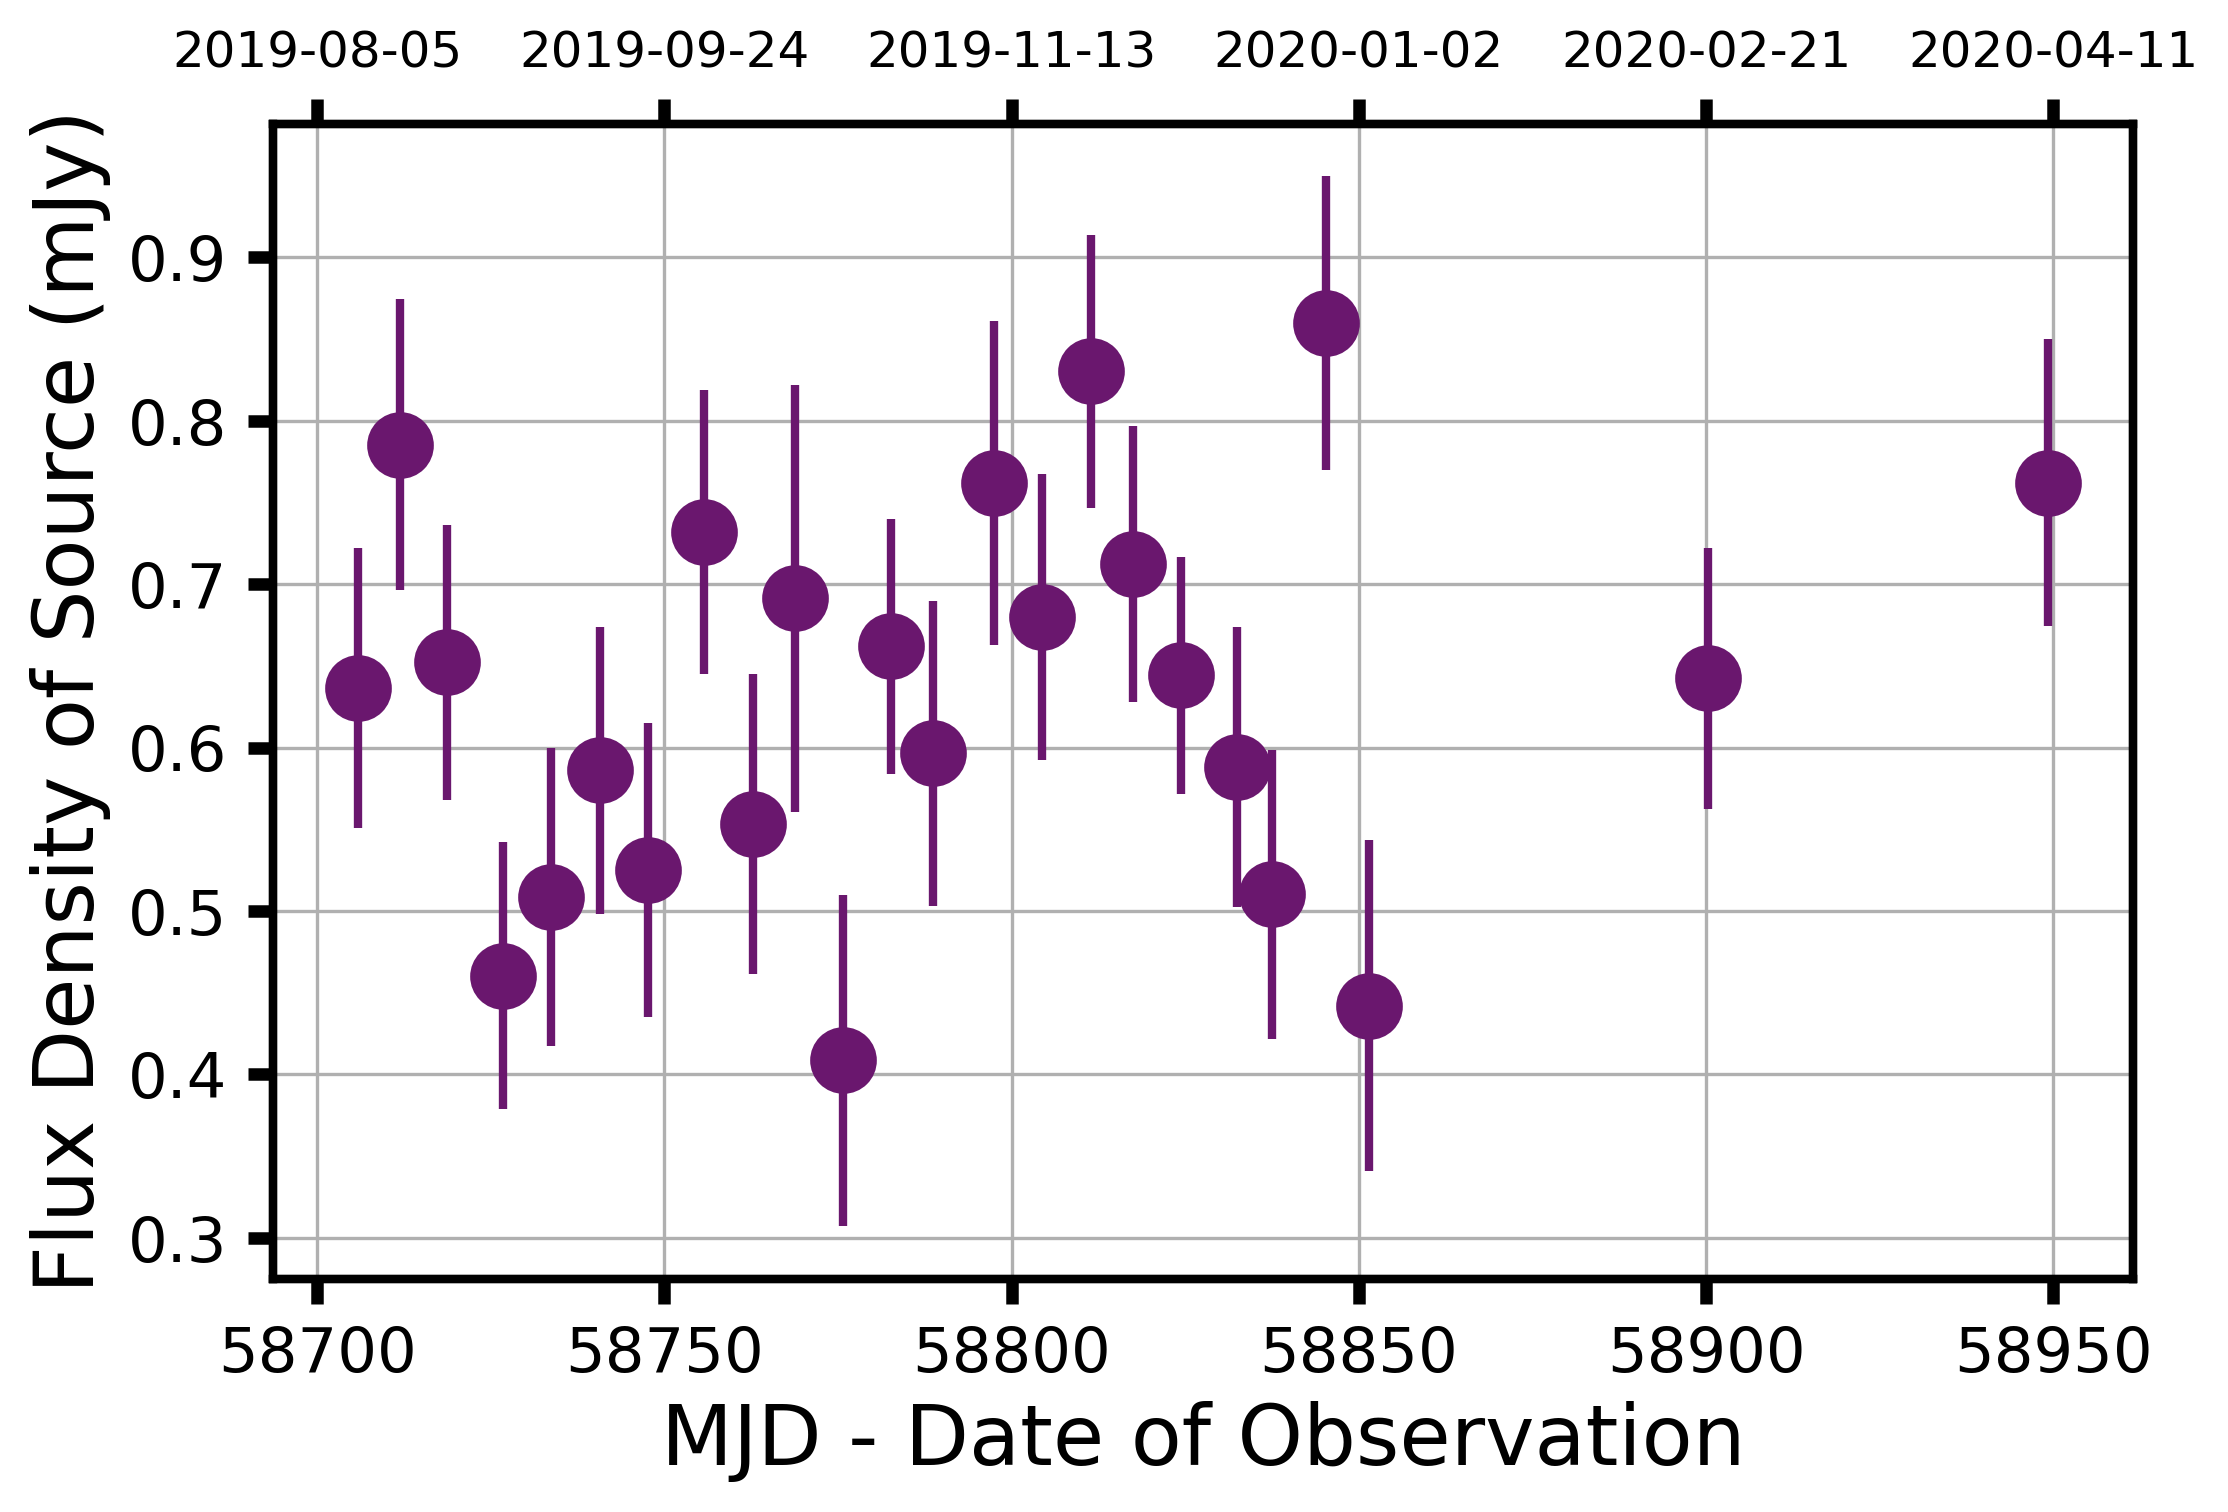 2019-08-05 2019-09-24 2019-11-13 2020-01-02 2020-02-21 2020-04-11
Flux Density of Source (mJy)
0.9
0.8
0.7
0.6
0.5
0.4
0.3
58700 58750 58800 58850 58900 58950
MJD - Date of Observation